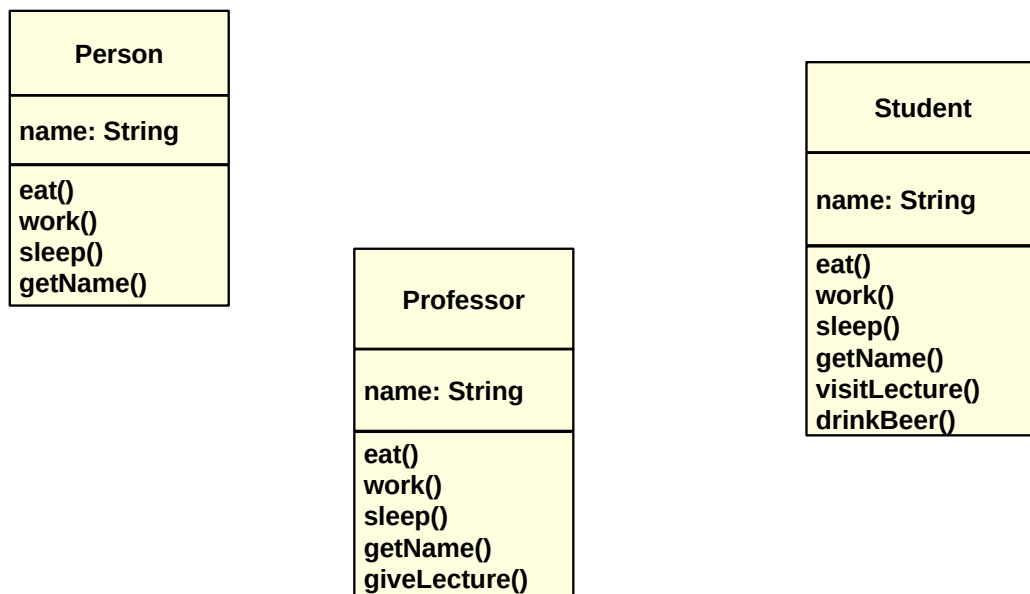 Person
name: String
eat()
work()
sleep()
getName()
Professor
name: String
eat()
work()
sleep()
getName()
giveLecture()
Student
name: String
eat()
work()
sleep()
getName()
visitLecture()
drinkBeer()